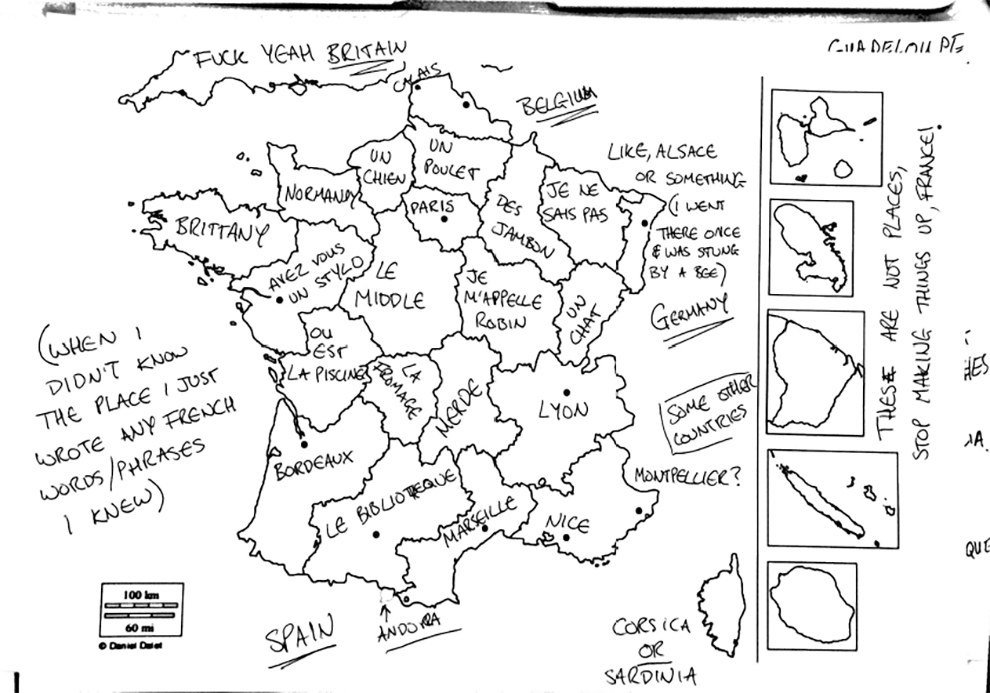 FUCK YEAH BRITAIN
CALAIS
BELGIUM
UN
CHIEN
UN
POULET
NORMANDY
PARIS
DES
JAMBON
JE NE
SAIS PAS
LIKE, ALSACE
OR SOMETHING
(I WENT
THERE ONCE
& WAS STUNG
BY A BEE)
BRITTANY
AVEZ VOUS
UN STYLO
LE
MIDDLE
JE
M'APPELLE
ROBIN
UN
CHAT
GERMANY
OU
EST
LA PISCINE
LA
FROMAGE
MERDE
LYON
SOME OTHER
COUNTRIES
(WHEN I
DIDN'T KNOW
THE PLACE I JUST
WROTE ANY FRENCH
WORDS/PHRASES
I KNEW)
BORDEAUX
LE BIBLIOTHEQUE
MARSEILLE
NICE
MONTPELLIER?
SPAIN
ANDORRA
CORSICA
OR
SARDINIA
100 km
60 mi
© Daniel Dalet
GUADELOUPE
THESE ARE NOT PLACES,
STOP MAKING THINGS UP, FRANCE!
QUE